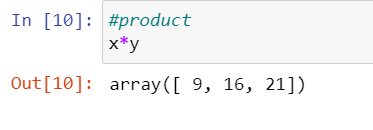 In [10]: #product
x*y
Out[10]: array([ 9, 16, 21])